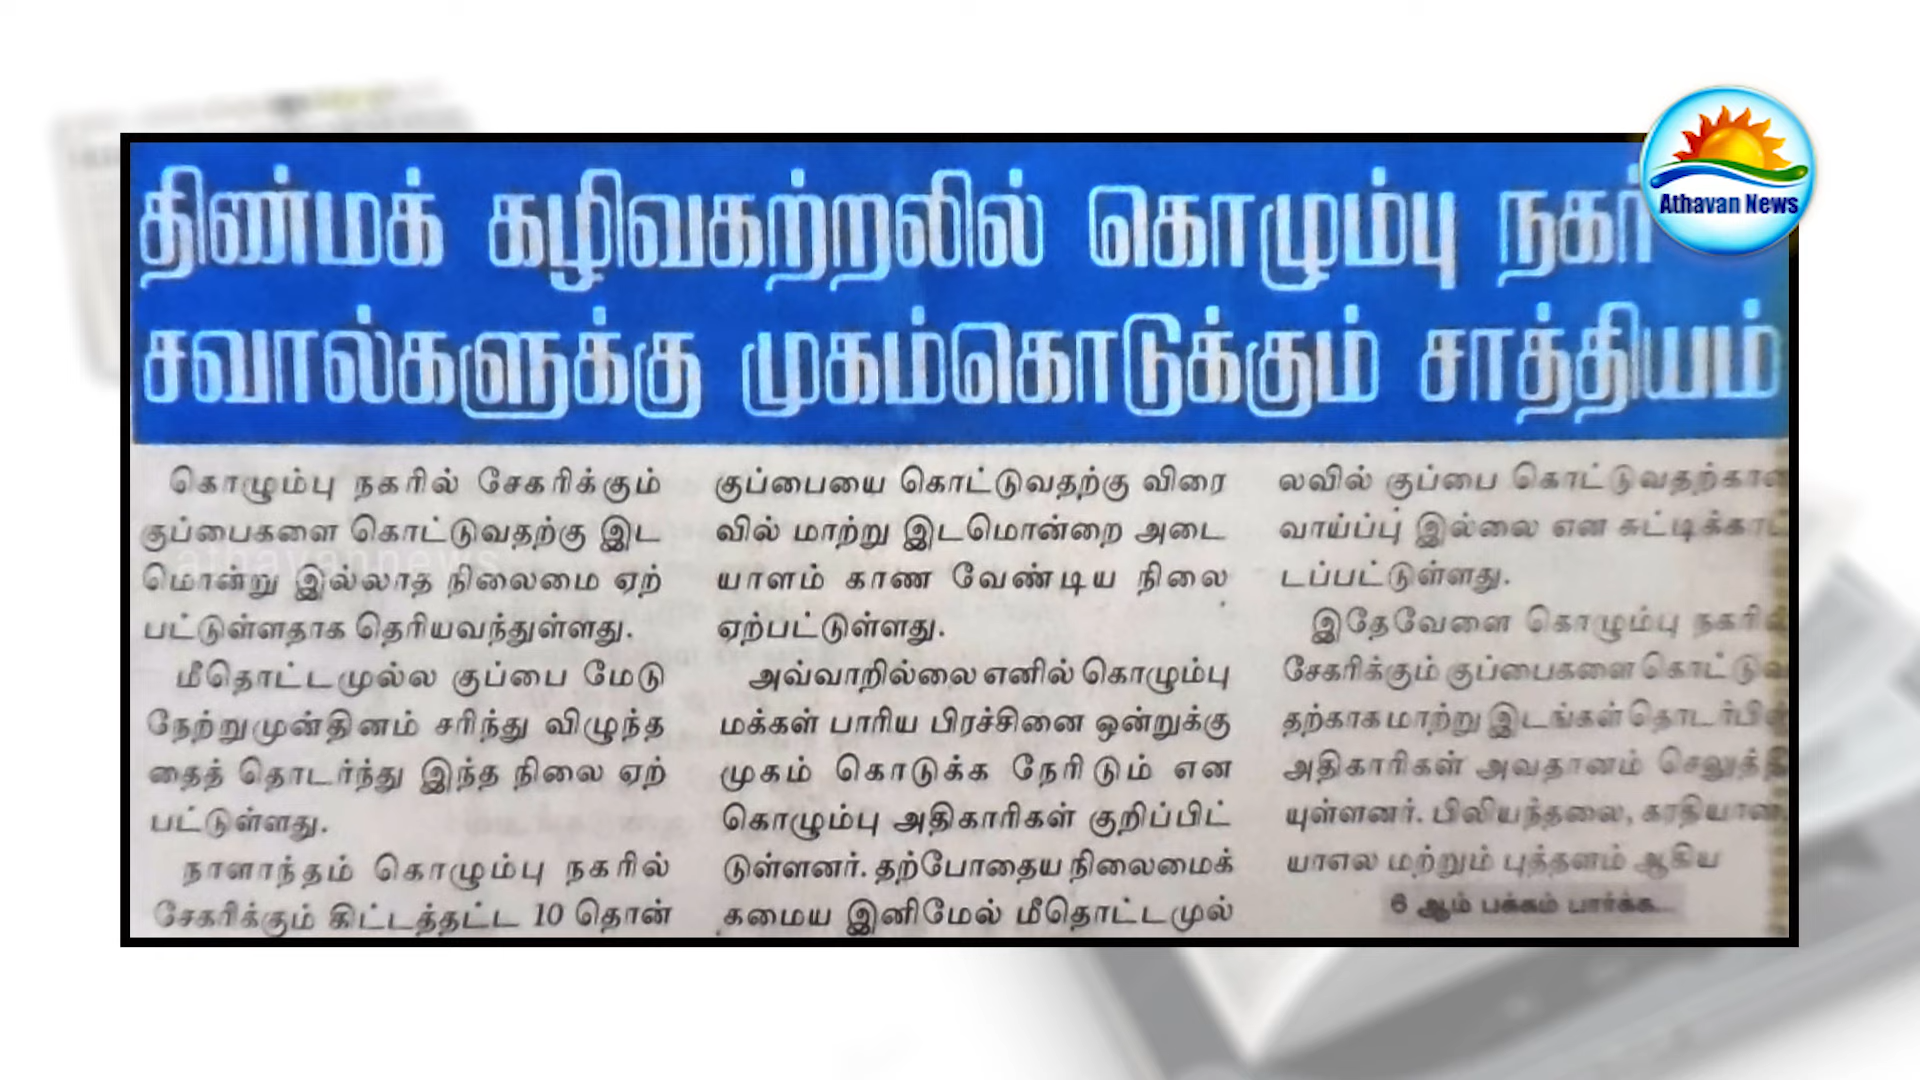 திண்மக் கழிவகற்றலில் கொழும்பு நகர்
சவால்களுக்கு முகம்கொடுக்கும் சாத்தியம்
Athavan News
கொழும்பு நகரில் சேகரிக்கும்
குப்பைகளை கொட்டுவதற்கு இட
மொன்று இல்லாத நிலைமை ஏற்
பட்டுள்ளதாக தெரியவந்துள்ளது.
மீதொட்டமுல்ல குப்பை மேடு
நேற்றுமுன்தினம் சரிந்து விழுந்த
தைத் தொடர்ந்து இந்த நிலை ஏற்
பட்டுள்ளது.
நாளாந்தம் கொழும்பு நகரில்
சேகரிக்கும் கிட்டத்தட்ட 10 தொன்
குப்பையை கொட்டுவதற்கு விரை
வில் மாற்று இடமொன்றை அடை
யாளம் காண வேண்டிய நிலை
ஏற்பட்டுள்ளது.
அவ்வாறில்லை எனில் கொழும்பு
மக்கள் பாரிய பிரச்சினை ஒன்றுக்கு
முகம் கொடுக்க நேரிடும் என
கொழும்பு அதிகாரிகள் குறிப்பிட்
டுள்ளனர். தற்போதைய நிலைமைக்
கமைய இனிமேல் மீதொட்டமுல்
லவில் குப்பை கொட்டுவதற்கான
வாய்ப்பு இல்லை என சுட்டிக்காட்
டப்பட்டுள்ளது.
இதேவேளை கொழும்பு நகரில்
சேகரிக்கும் குப்பைகளை கொட்டுவ
தற்காக மாற்று இடங்கள் தொடர்பில்
அதிகாரிகள் அவதானம் செலுத்தி
யுள்ளனர். பிலியந்தலை, கரதியான,
யாஎல மற்றும் புத்தளம் ஆகிய
6 ஆம் பக்கம் பார்க்க...
athavannews